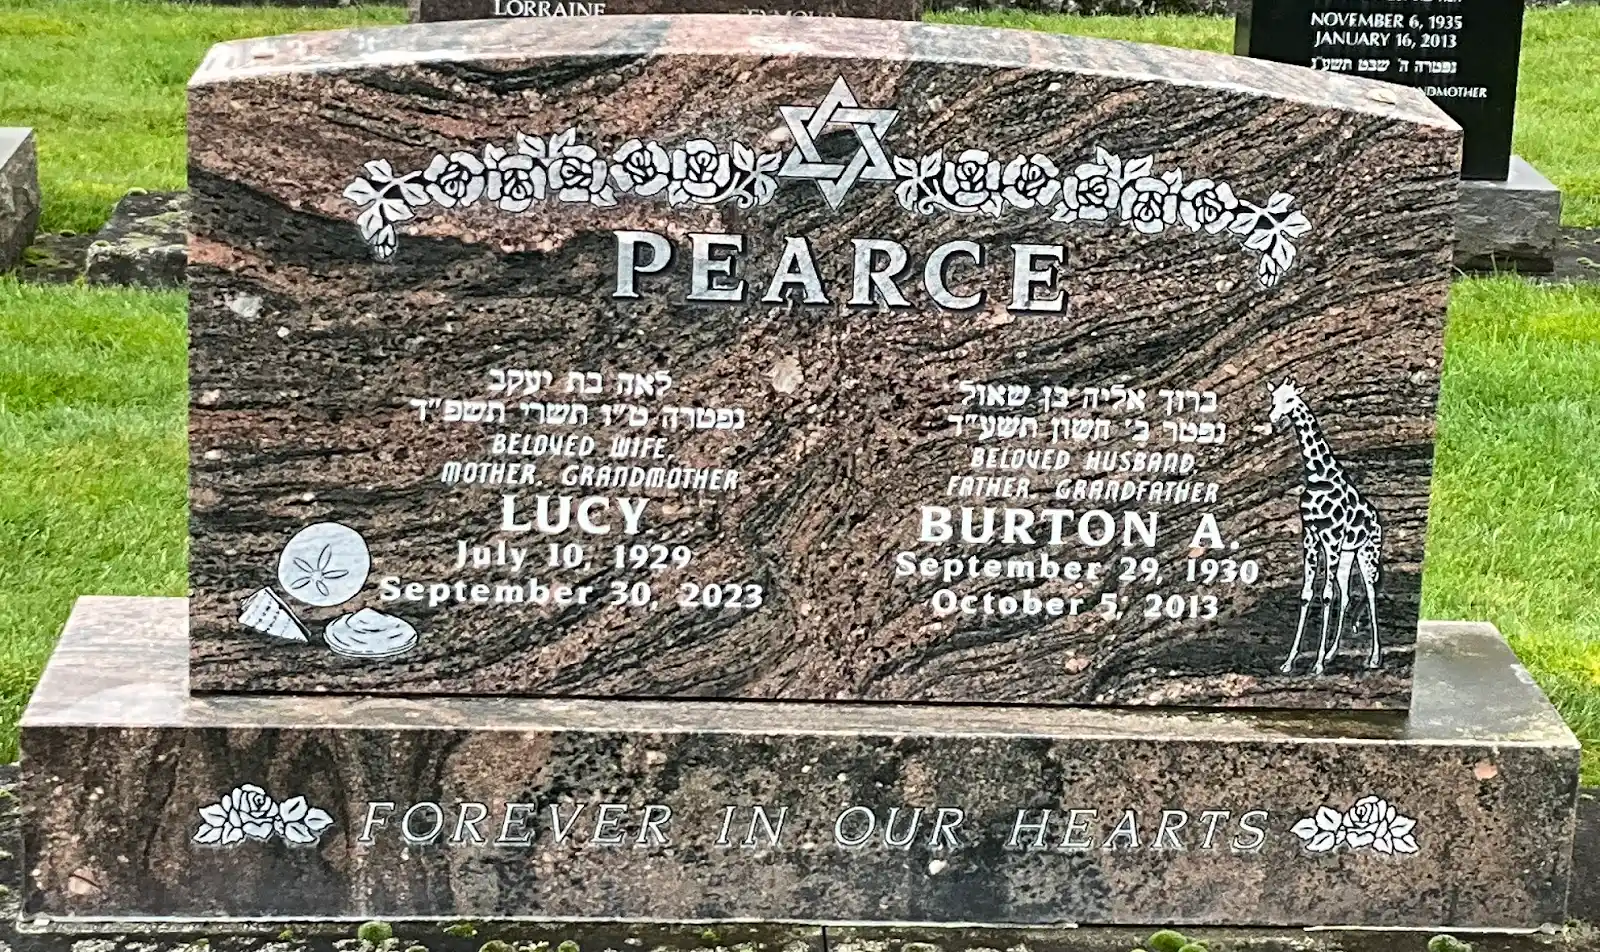 LORRAINE
NOVEMBER 6, 1935
JANUARY 16, 2013
נפטרה ה' שבט תשע"ג
PEARCE
לאה בת יעקב
נפטרה ט"ו תשרי תשפ"ד
BELOVED WIFE,
MOTHER, GRANDMOTHER
LUCY
July 10, 1929
September 30, 2023
ברוך אליה בן שאול
נפטר ב' חשון תשע"ד
BELOVED HUSBAND,
FATHER, GRANDFATHER
BURTON A.
September 29, 1930
October 5, 2013
FOREVER IN OUR HEARTS